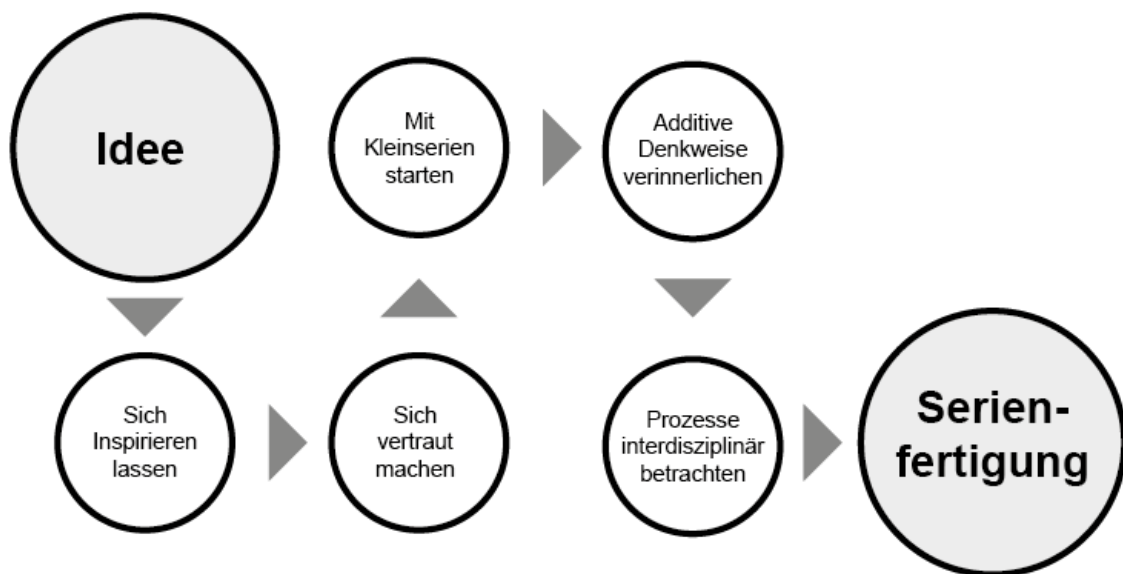 Idee
Sich
Inspirieren
lassen
Sich
vertraut
machen
Mit
Kleinserien
starten
Additive
Denkweise
verinnerlichen
Prozesse
interdisziplinär
betrachten
Serien-
fertigung